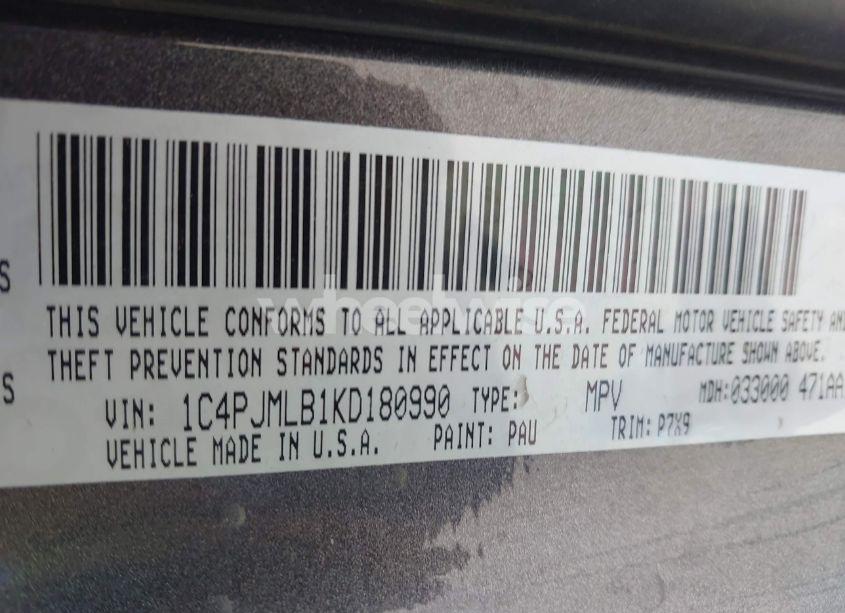 S
THIS VEHICLE CONFORMS TO ALL APPLICABLE U.S.A. FEDERAL MOTOR VEHICLE SAFETY AND
THEFT PREVENTION STANDARDS IN EFFECT ON THE DATE OF MANUFACTURE SHOWN ABOVE.
S
VIN: 1C4PJMLB1KD180990 TYPE: MPV MDH:033000 471AA
VEHICLE MADE IN U.S.A. PAINT: PAU TRIM: P7X9
wheelwise